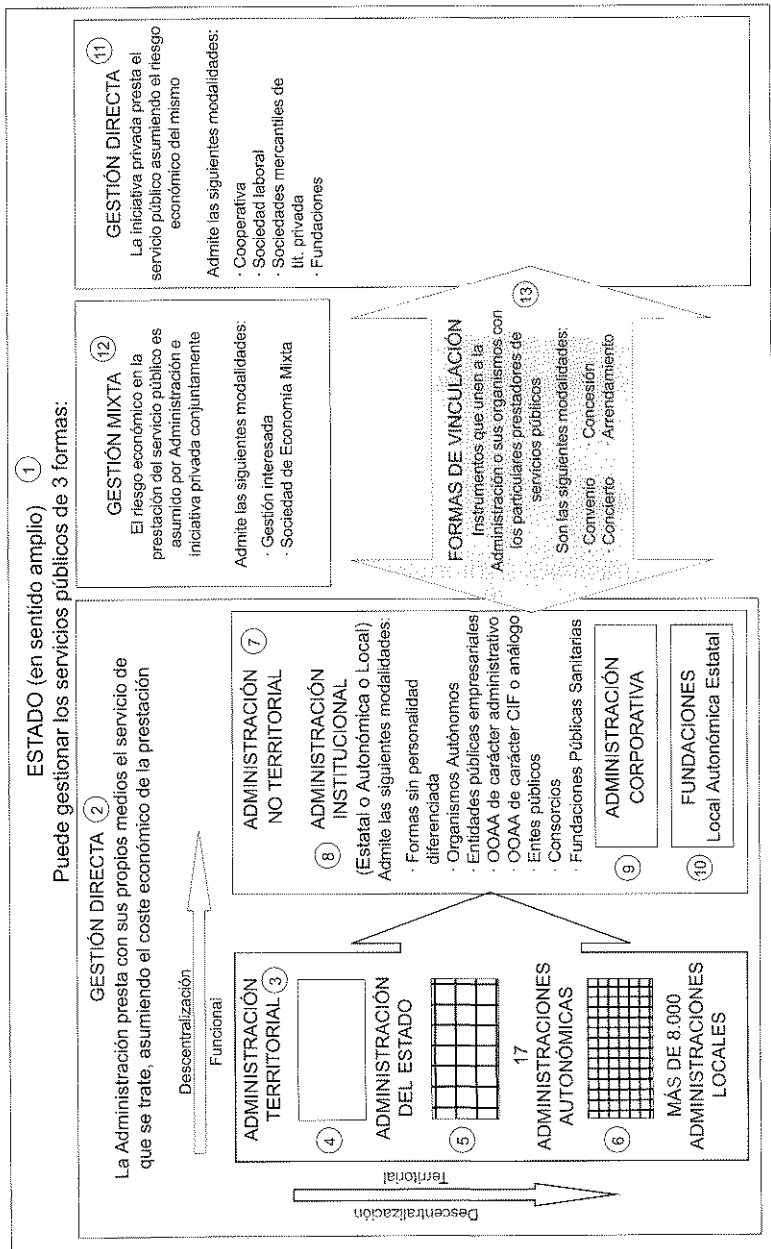 ESTADO (en sentido amplio) 1
Puede gestionar los servicios públicos de 3 formas:
GESTIÓN DIRECTA 2
La Administración presta con sus propios medios el servicio de
que se trate, asumiendo el coste económico de la prestación
Descentralización
Funcional
Descentralización
Territorial
ADMINISTRACIÓN
TERRITORIAL 3
4
ADMINISTRACIÓN
DEL ESTADO
5
17
ADMINISTRACIONES
AUTONÓMICAS
6
MÁS DE 8.000
ADMINISTRACIONES
LOCALES
ADMINISTRACIÓN
NO TERRITORIAL 7
8 ADMINISTRACIÓN
INSTITUCIONAL
(Estatal o Autonómica o Local)
Admite las siguientes modalidades:
· Formas sin personalidad
diferenciada
· Organismos Autónomos
· Entidades públicas empresariales
· OOAA de carácter administrativo
· OOAA de carácter CIF o análogo
· Entes públicos
· Consorcios
· Fundaciones Públicas Sanitarias
9
ADMINISTRACIÓN
CORPORATIVA
10
FUNDACIONES
Local Autonómica Estatal
GESTIÓN MIXTA 12
El riesgo económico en la
prestación del servicio público es
asumido por Administración e
iniciativa privada conjuntamente
Admite las siguientes modalidades:
· Gestión interesada
· Sociedad de Economía Mixta
FORMAS DE VINCULACIÓN
Instrumentos que unen a la
Administración o sus organismos con
los particulares prestadores de
servicios públicos
13
Son las siguientes modalidades:
· Convenio · Concesión
· Concierto · Arrendamiento
GESTIÓN DIRECTA 11
La iniciativa privada presta el
servicio público asumiendo el riesgo
económico del mismo
Admite las siguientes modalidades:
· Cooperativa
· Sociedad laboral
· Sociedades mercantiles de
tit. privada
· Fundaciones